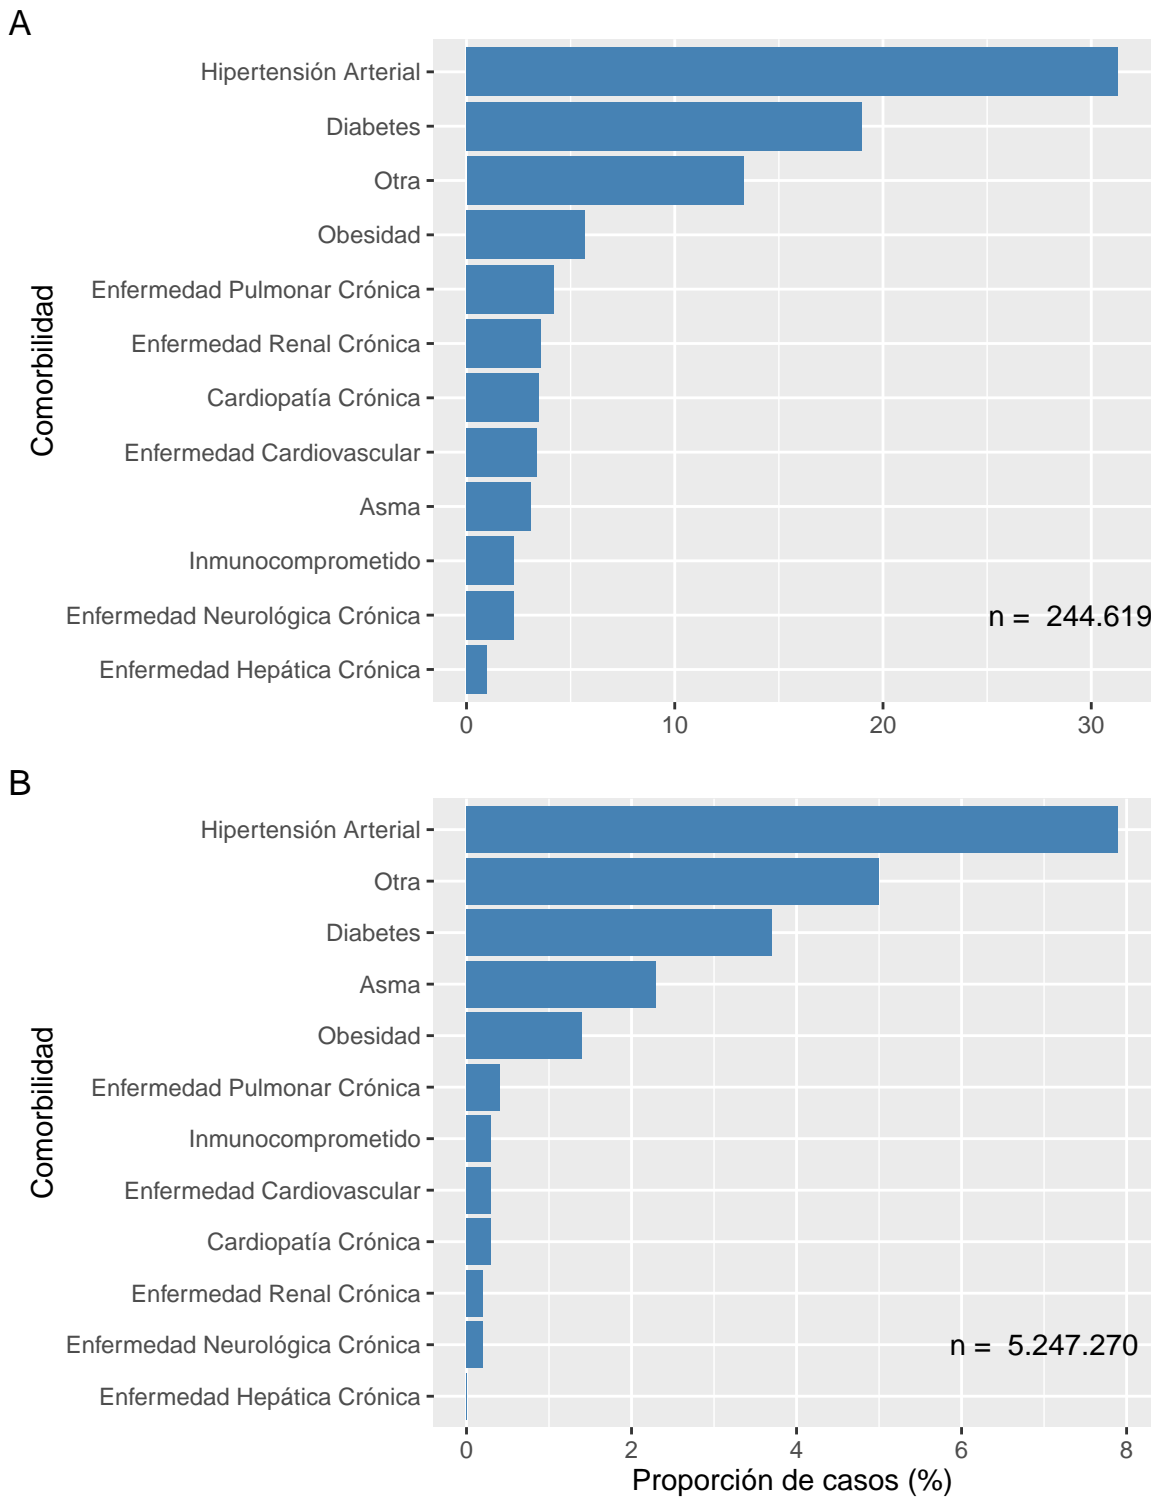 A
Hipertensión Arterial
Diabetes
Otra
Obesidad
Enfermedad Pulmonar Crónica
Enfermedad Renal Crónica
Cardiopatía Crónica
Enfermedad Cardiovascular
Asma
Inmunocomprometido
Enfermedad Neurológica Crónica
Enfermedad Hepática Crónica
Comorbilidad
n = 244.619
0 10 20 30
B
Hipertensión Arterial
Otra
Diabetes
Asma
Obesidad
Enfermedad Pulmonar Crónica
Inmunocomprometido
Enfermedad Cardiovascular
Cardiopatía Crónica
Enfermedad Renal Crónica
Enfermedad Neurológica Crónica
Enfermedad Hepática Crónica
Comorbilidad
n = 5.247.270
0 2 4 6 8
Proporción de casos (%)